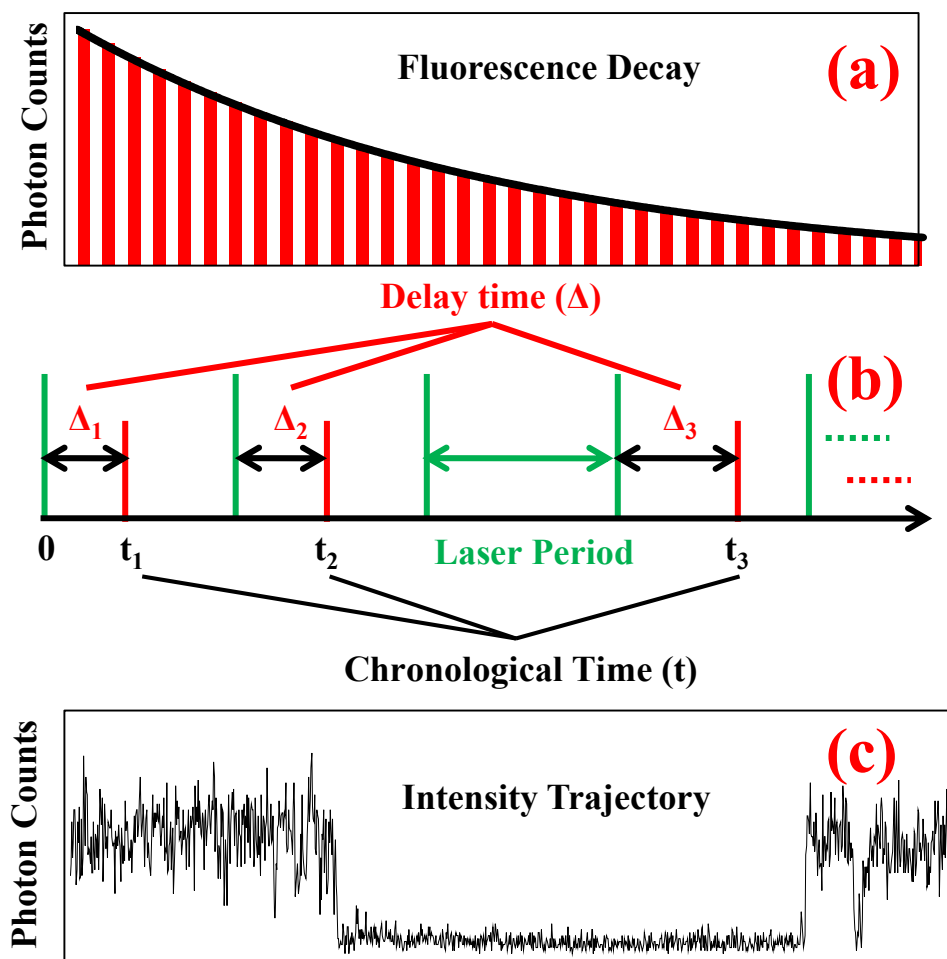 Photon Counts
Fluorescence Decay
(a)
Delay time (Δ)
(b)
Δ₁
Δ₂
Δ₃
0
t₁
t₂
Laser Period
t₃
Chronological Time (t)
Photon Counts
Intensity Trajectory
(c)